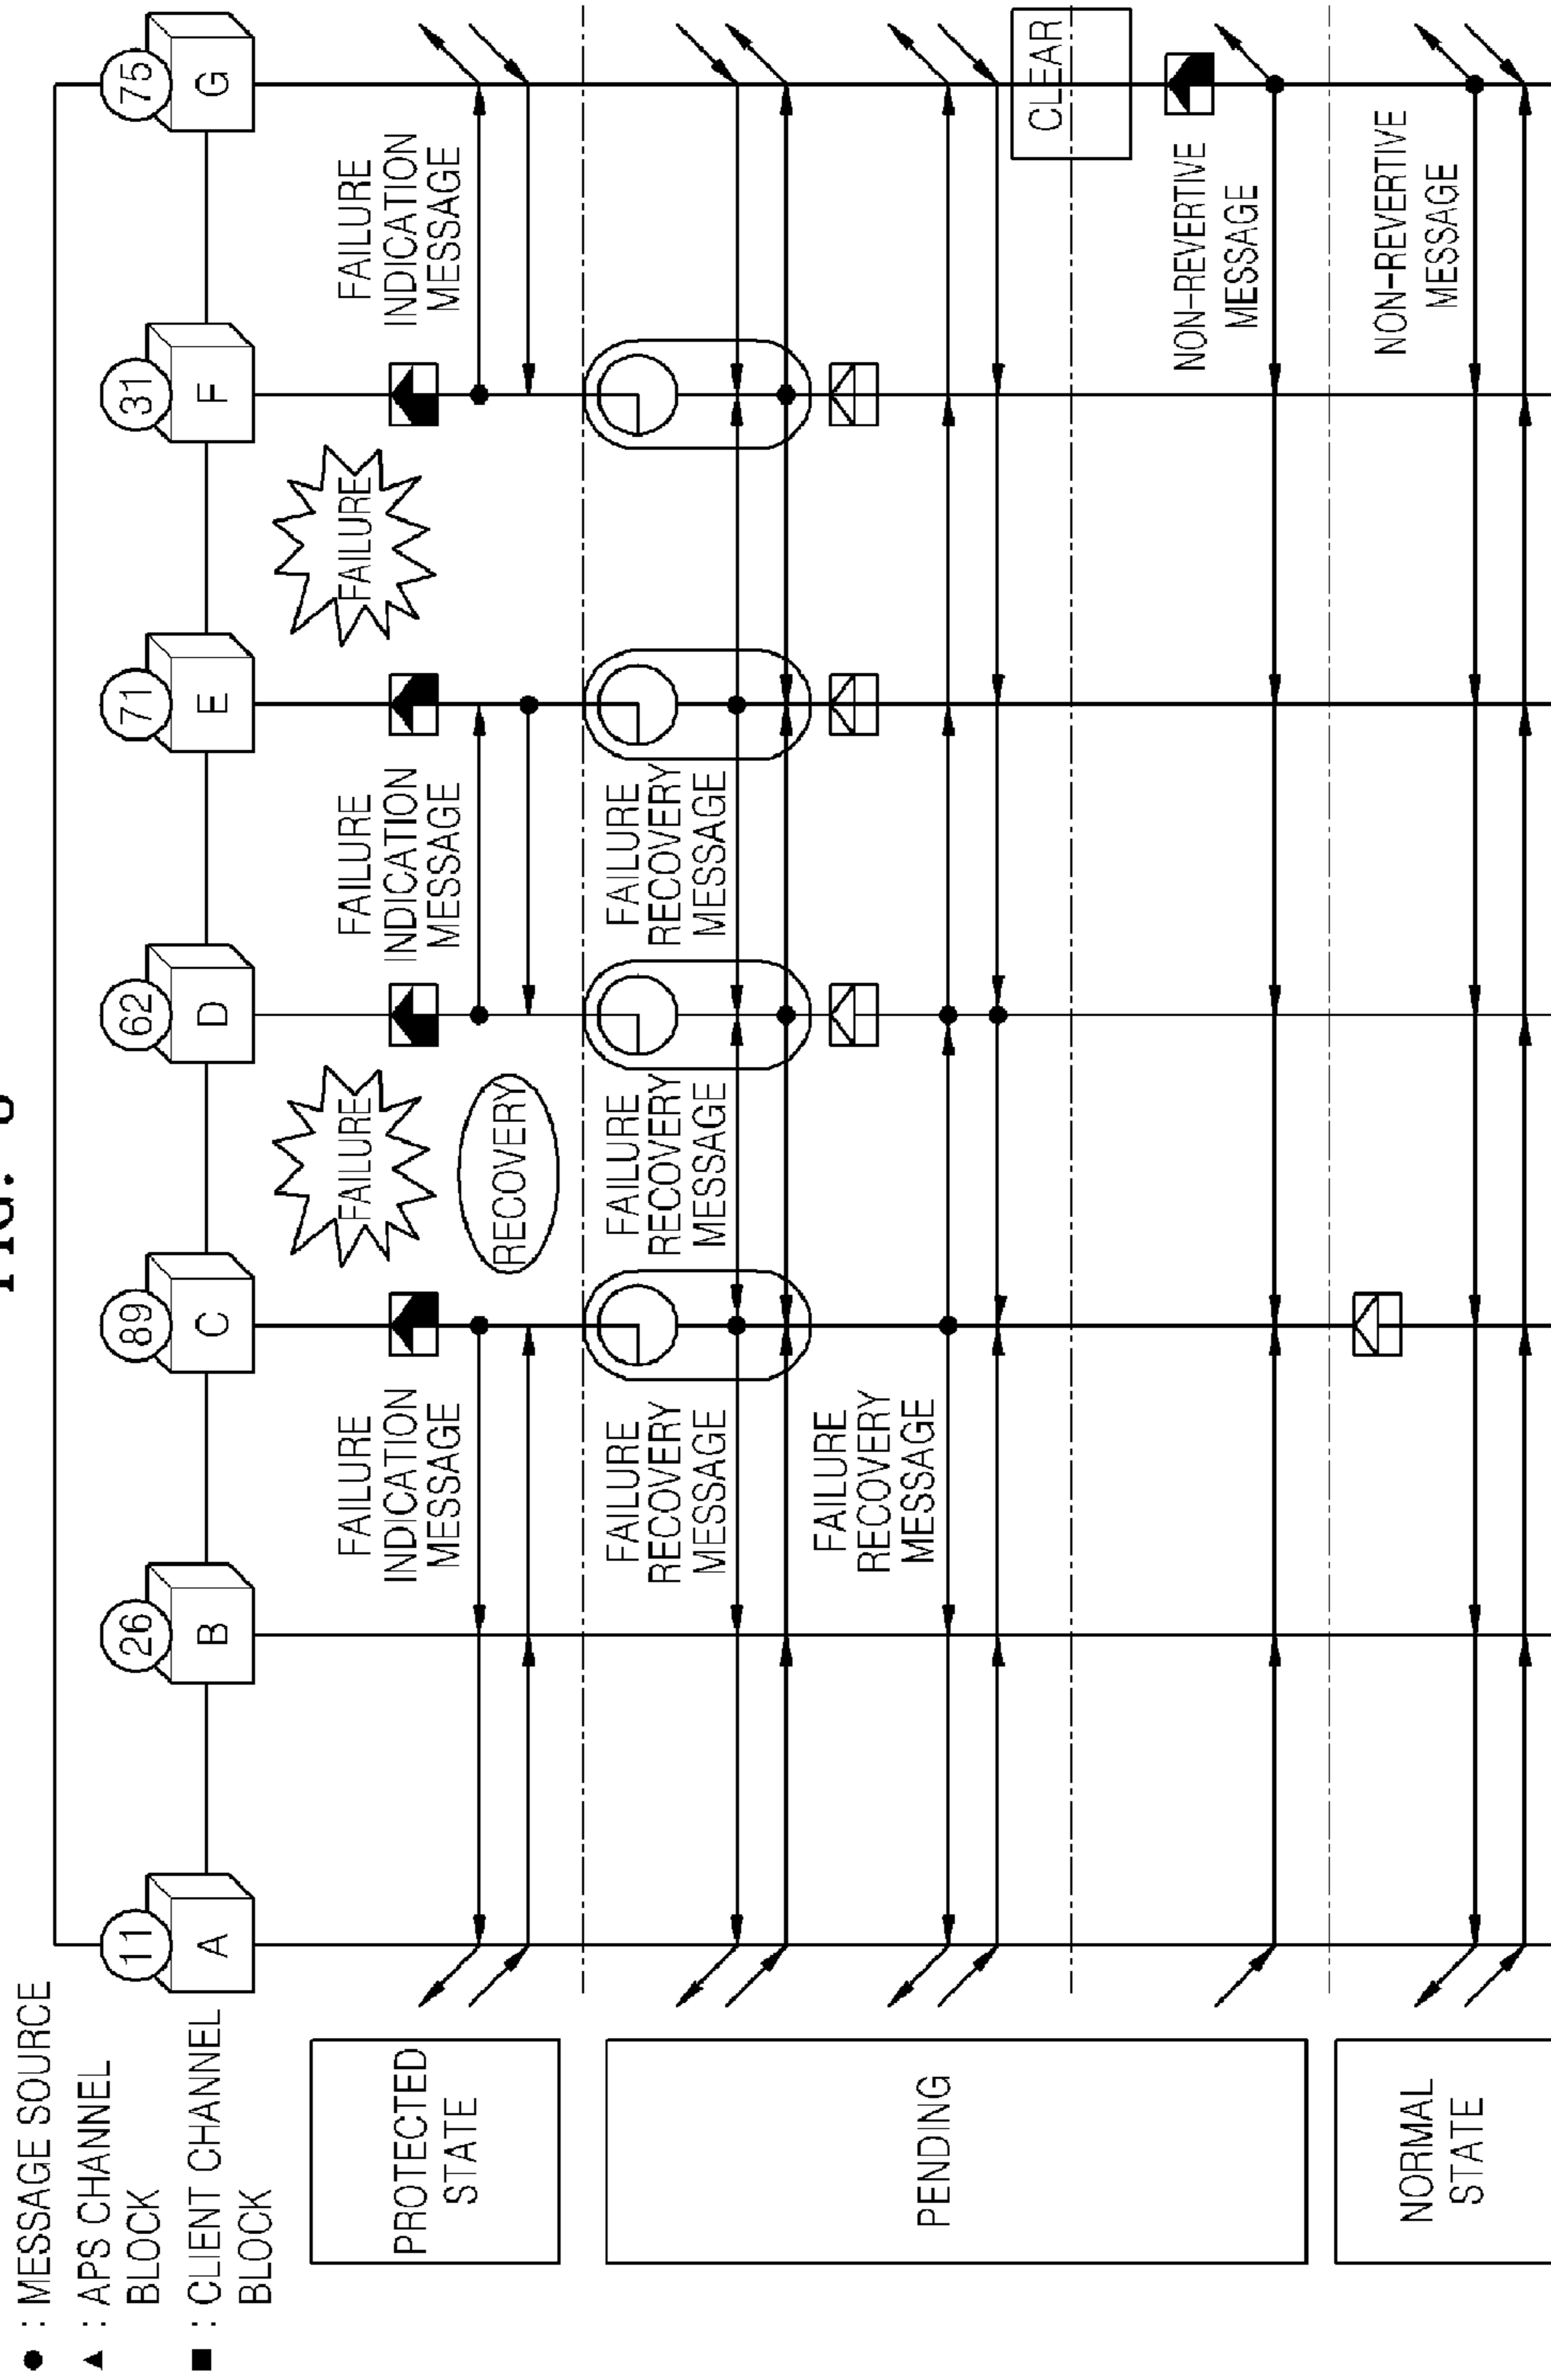 FIG.
● : MESSAGE SOURCE
▲ : APS CHANNEL
BLOCK
■ : CLIENT CHANNEL
BLOCK
11
26
89
62
71
31
75
A
B
C
D
E
F
G
PROTECTED
STATE
FAILURE
INDICATION
MESSAGE
FAILURE
RECOVERY
FAILURE
INDICATION
MESSAGE
FAILURE
FAILURE
INDICATION
MESSAGE
PENDING
FAILURE
RECOVERY
MESSAGE
FAILURE
RECOVERY
MESSAGE
FAILURE
RECOVERY
MESSAGE
FAILURE
RECOVERY
MESSAGE
CLEAR
NON-REVERTIVE
MESSAGE
NORMAL
STATE
NON-REVERTIVE
MESSAGE